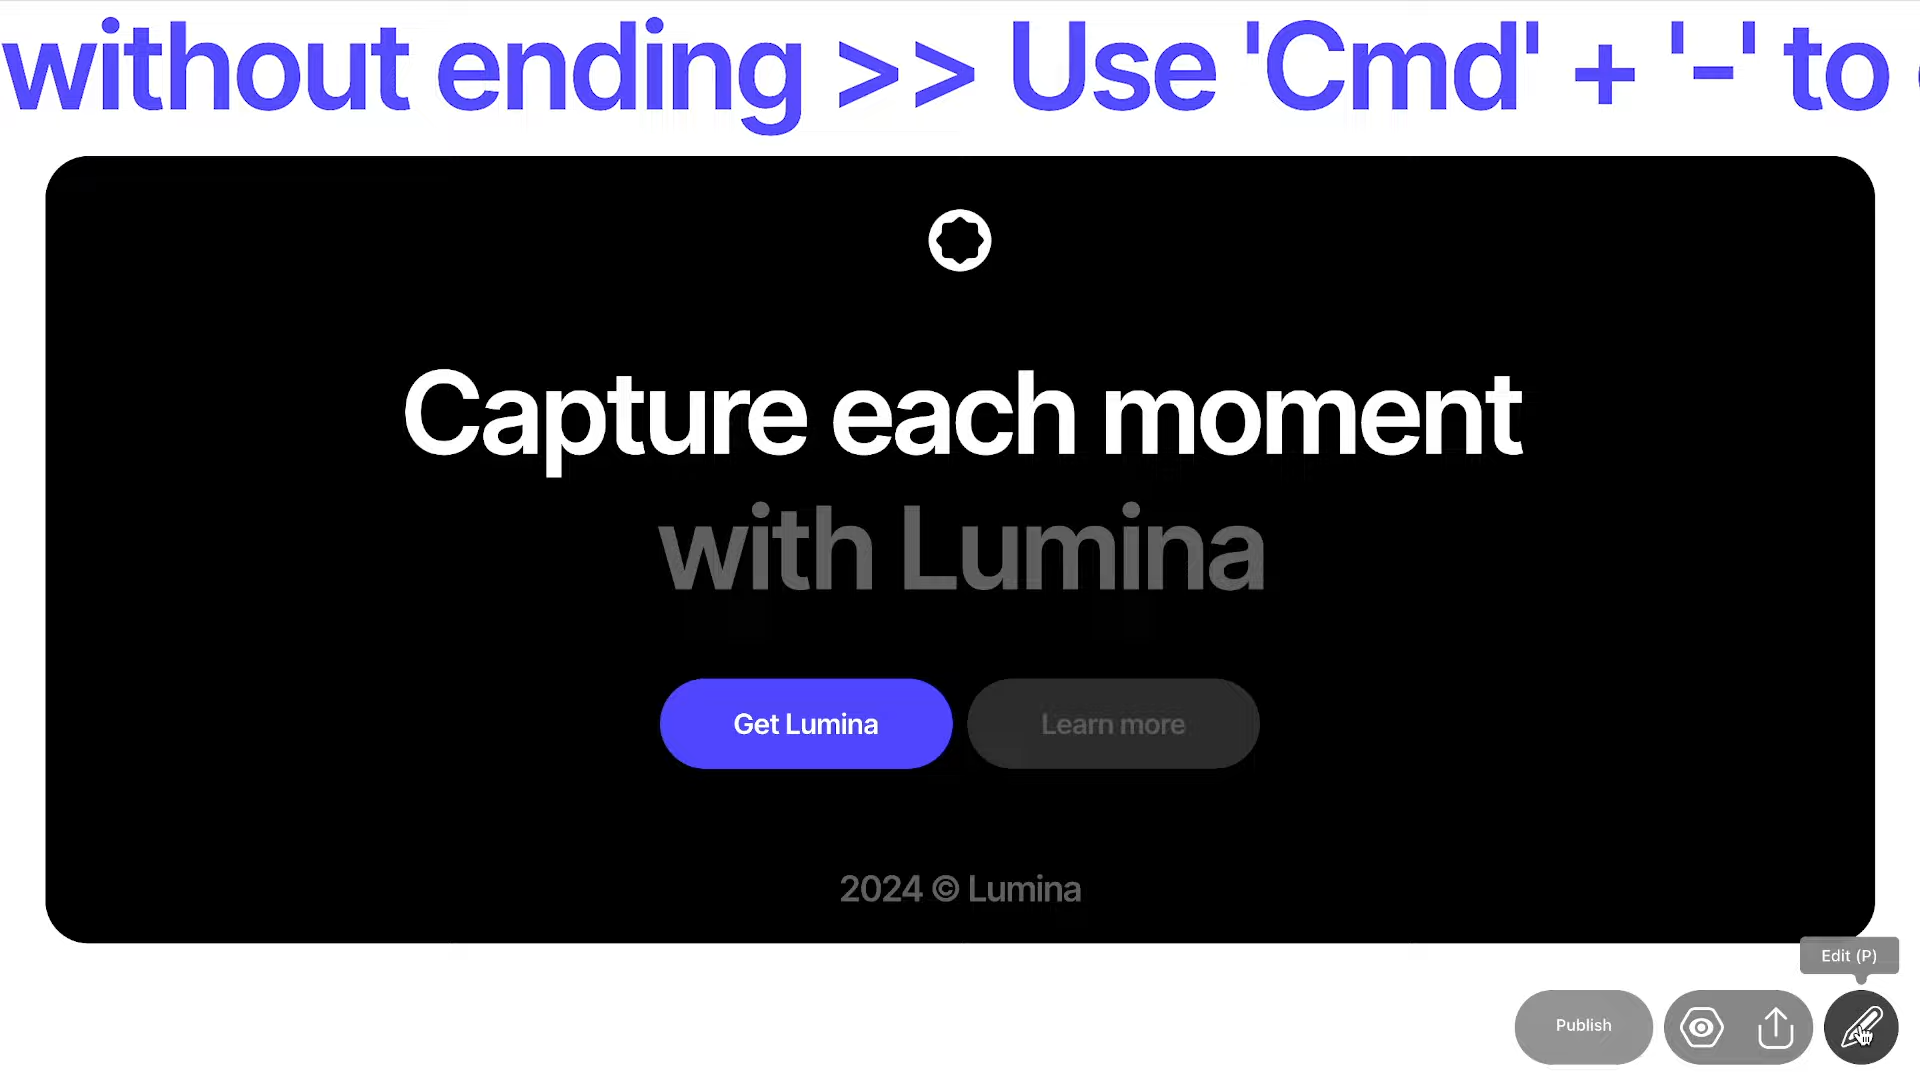 without ending >> Use 'Cmd' + '-' to
Capture each moment
with Lumina
Get Lumina
Learn more
2024 © Lumina
Edit (P)
Publish